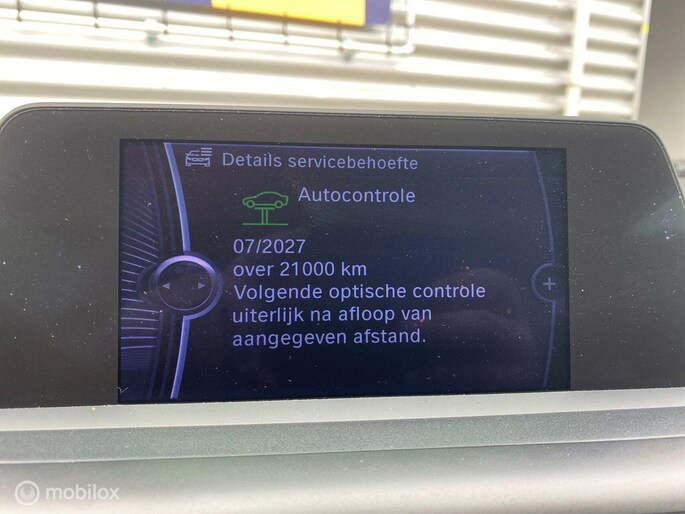 Details servicebehoefte
Autocontrole
07/2027
over 21000 km
Volgende optische controle
uiterlijk na afloop van
aangegeven afstand.
mobilox